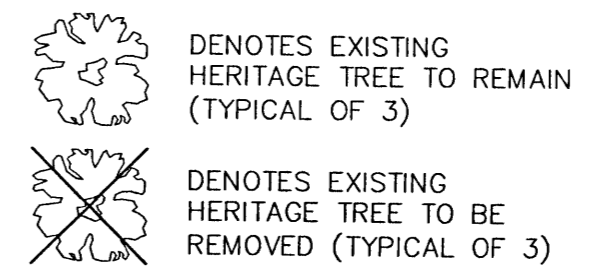 DENOTES EXISTING
HERITAGE TREE TO REMAIN
(TYPICAL OF 3)
DENOTES EXISTING
HERITAGE TREE TO BE
REMOVED (TYPICAL OF 3)